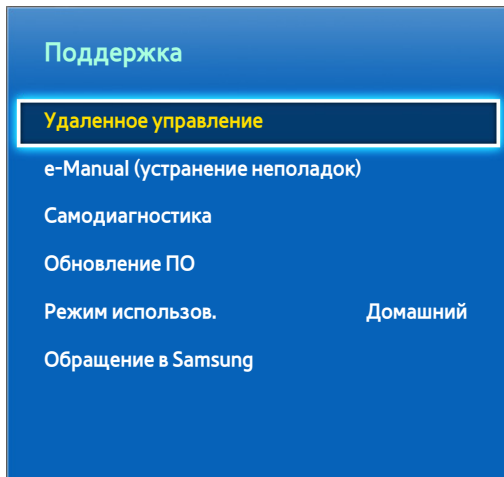 Поддержка
Удаленное управление
e-Manual (устранение неполадок)
Самодиагностика
Обновление ПО
Режим использов. Домашний
Обращение в Samsung